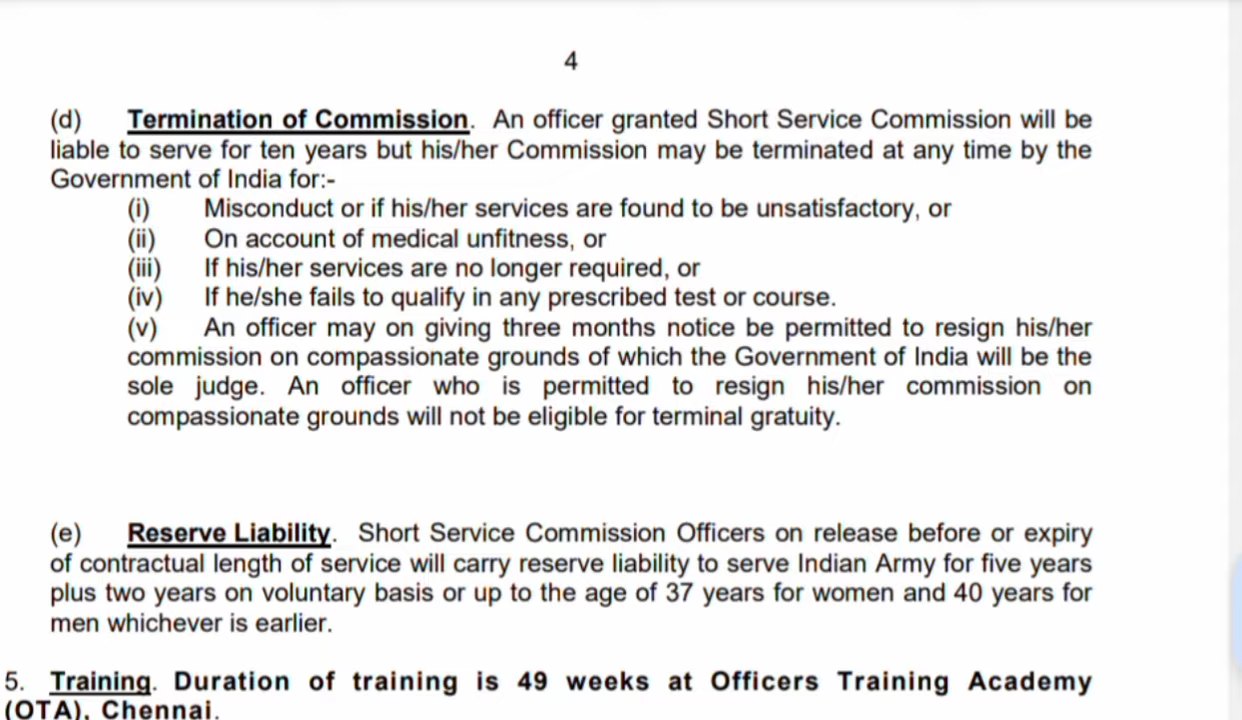 4
(d) Termination of Commission. An officer granted Short Service Commission will be
liable to serve for ten years but his/her Commission may be terminated at any time by the
Government of India for:-
(i) Misconduct or if his/her services are found to be unsatisfactory, or
(ii) On account of medical unfitness, or
(iii) If his/her services are no longer required, or
(iv) If he/she fails to qualify in any prescribed test or course.
(v) An officer may on giving three months notice be permitted to resign his/her
commission on compassionate grounds of which the Government of India will be the
sole judge. An officer who is permitted to resign his/her commission on
compassionate grounds will not be eligible for terminal gratuity.
(e) Reserve Liability. Short Service Commission Officers on release before or expiry
of contractual length of service will carry reserve liability to serve Indian Army for five years
plus two years on voluntary basis or up to the age of 37 years for women and 40 years for
men whichever is earlier.
5. Training. Duration of training is 49 weeks at Officers Training Academy
(OTA), Chennai.